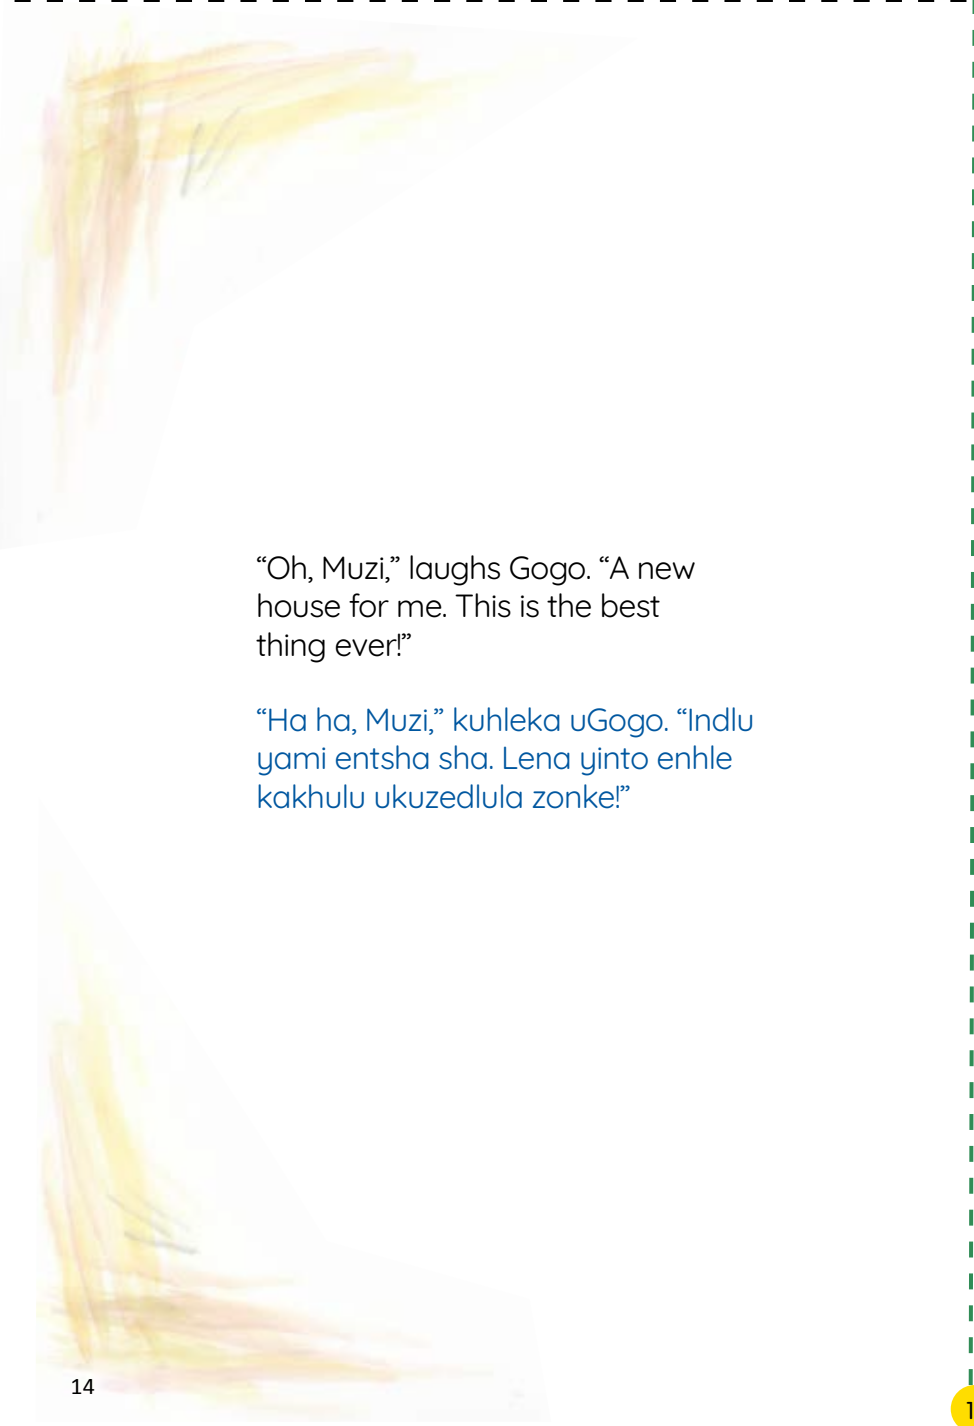 “Oh, Muzi,” laughs Gogo. “A new
house for me. This is the best
thing ever!”
“Ha ha, Muzi,” kuhleka uGogo. “Indlu
yami entsha sha. Lena yinto enhle
kakhulu ukuzedlula zonke!”
14